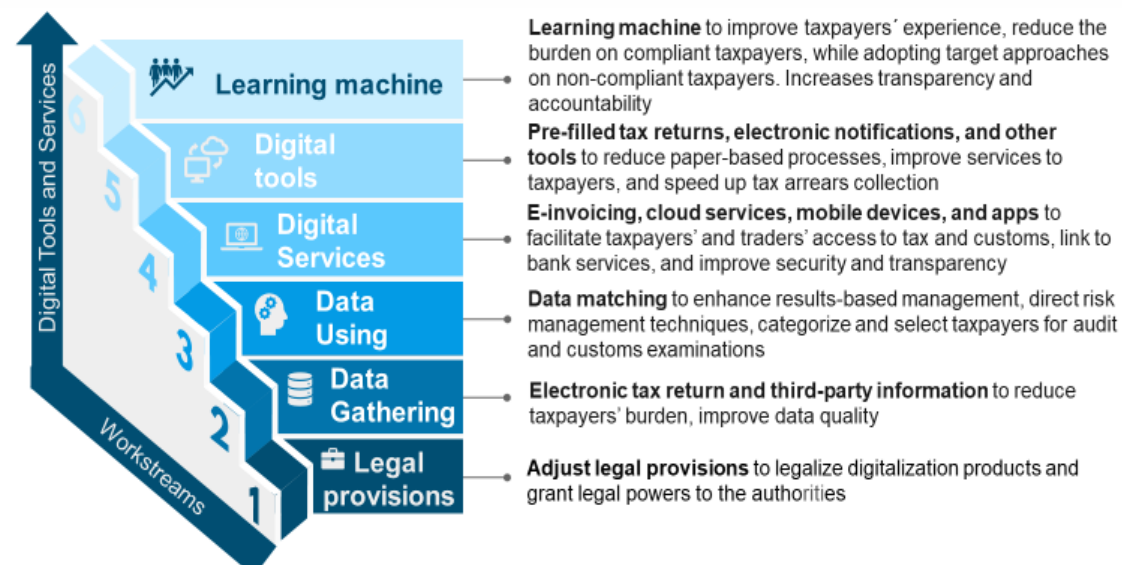 Digital Tools and Services
Workstreams
6
Learning machine
Learning machine to improve taxpayers´ experience, reduce the
burden on compliant taxpayers, while adopting target approaches
on non-compliant taxpayers. Increases transparency and
accountability
5
Digital
tools
Pre-filled tax returns, electronic notifications, and other
tools to reduce paper-based processes, improve services to
taxpayers, and speed up tax arrears collection
4
Digital
Services
E-invoicing, cloud services, mobile devices, and apps to
facilitate taxpayers’ and traders’ access to tax and customs, link to
bank services, and improve security and transparency
3
Data
Using
Data matching to enhance results-based management, direct risk
management techniques, categorize and select taxpayers for audit
and customs examinations
2
Data
Gathering
Electronic tax return and third-party information to reduce
taxpayers’ burden, improve data quality
1
Legal
provisions
Adjust legal provisions to legalize digitalization products and
grant legal powers to the authorities